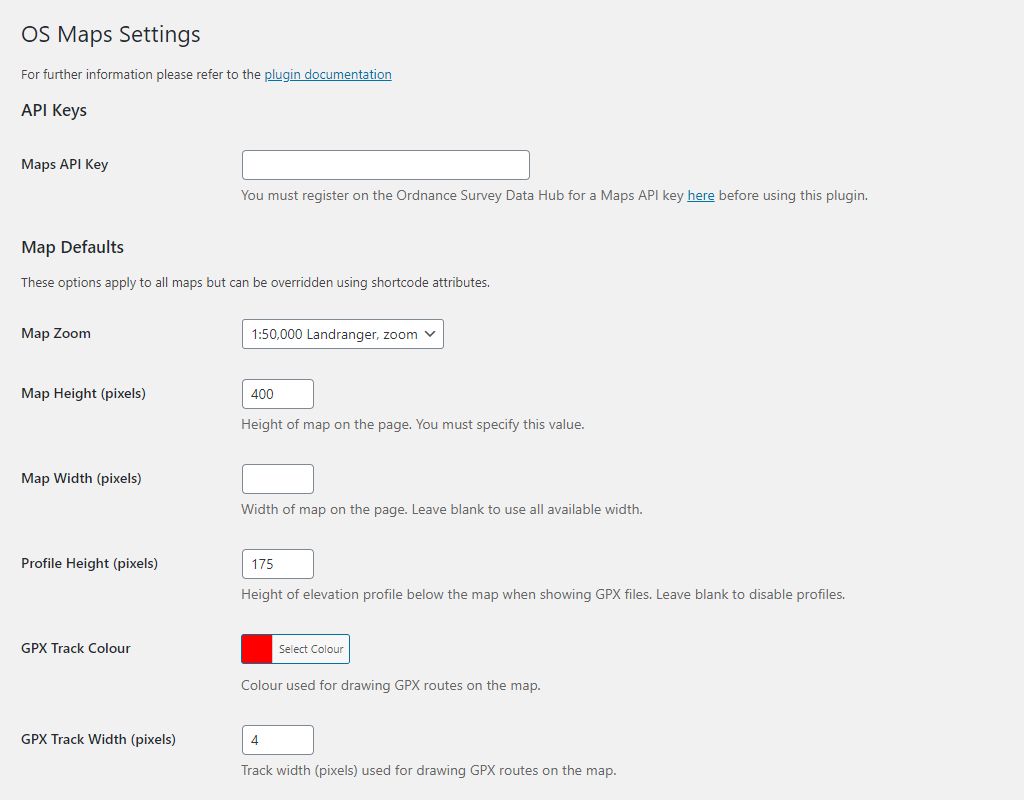 OS Maps Settings
For further information please refer to the plugin documentation
API Keys
Maps API Key
You must register on the Ordnance Survey Data Hub for a Maps API key here before using this plugin.
Map Defaults
These options apply to all maps but can be overridden using shortcode attributes.
Map Zoom
1:50,000 Landranger, zoom
Map Height (pixels)
400
Height of map on the page. You must specify this value.
Map Width (pixels)
Width of map on the page. Leave blank to use all available width.
Profile Height (pixels)
175
Height of elevation profile below the map when showing GPX files. Leave blank to disable profiles.
GPX Track Colour
Select Colour
Colour used for drawing GPX routes on the map.
GPX Track Width (pixels)
4
Track width (pixels) used for drawing GPX routes on the map.